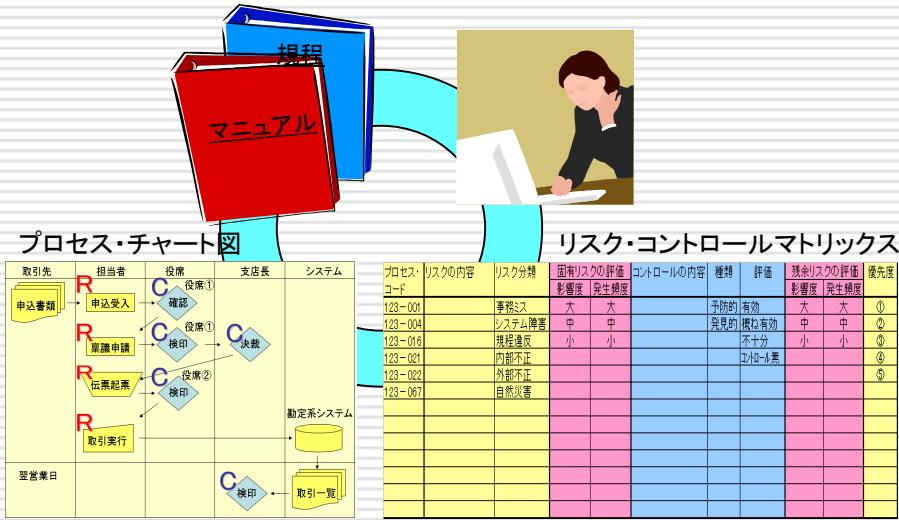 規程
マニュアル
プロセス・チャート図
リスク・コントロールマトリックス
取引先 担当者 役席 支店長 システム
申込書類
R
申込受入
C
役席①
確認
R
稟議申請
C
役席①
検印
C
決裁
R
伝票起票
C
役席②
検印
R
取引実行
勘定系システム
翌営業日
C
検印
取引一覧
プロセス・ リスクの内容 リスク分類 固有リスクの評価 コントロールの内容 種類 評価 残余リスクの評価 優先度
コード 影響度 発生頻度 影響度 発生頻度
123-001 事務ミス 大 大 予防的 有効 大 大 ①
123-004 システム障害 中 中 発見的 概ね有効 中 中 ②
123-016 規程違反 小 小 不十分 小 小 ③
123-021 内部不正 コントロール無 ④
123-022 外部不正 ⑤
123-067 自然災害